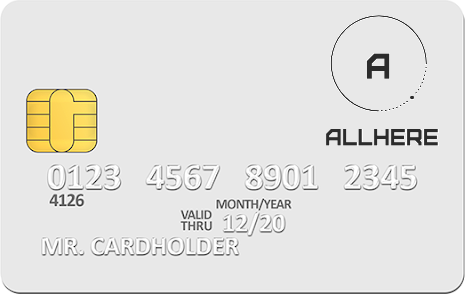 A
ALLHERE
0123 4567 8901 2345
4126
MONTH/YEAR
VALID THRU 12/20
MR. CARDHOLDER